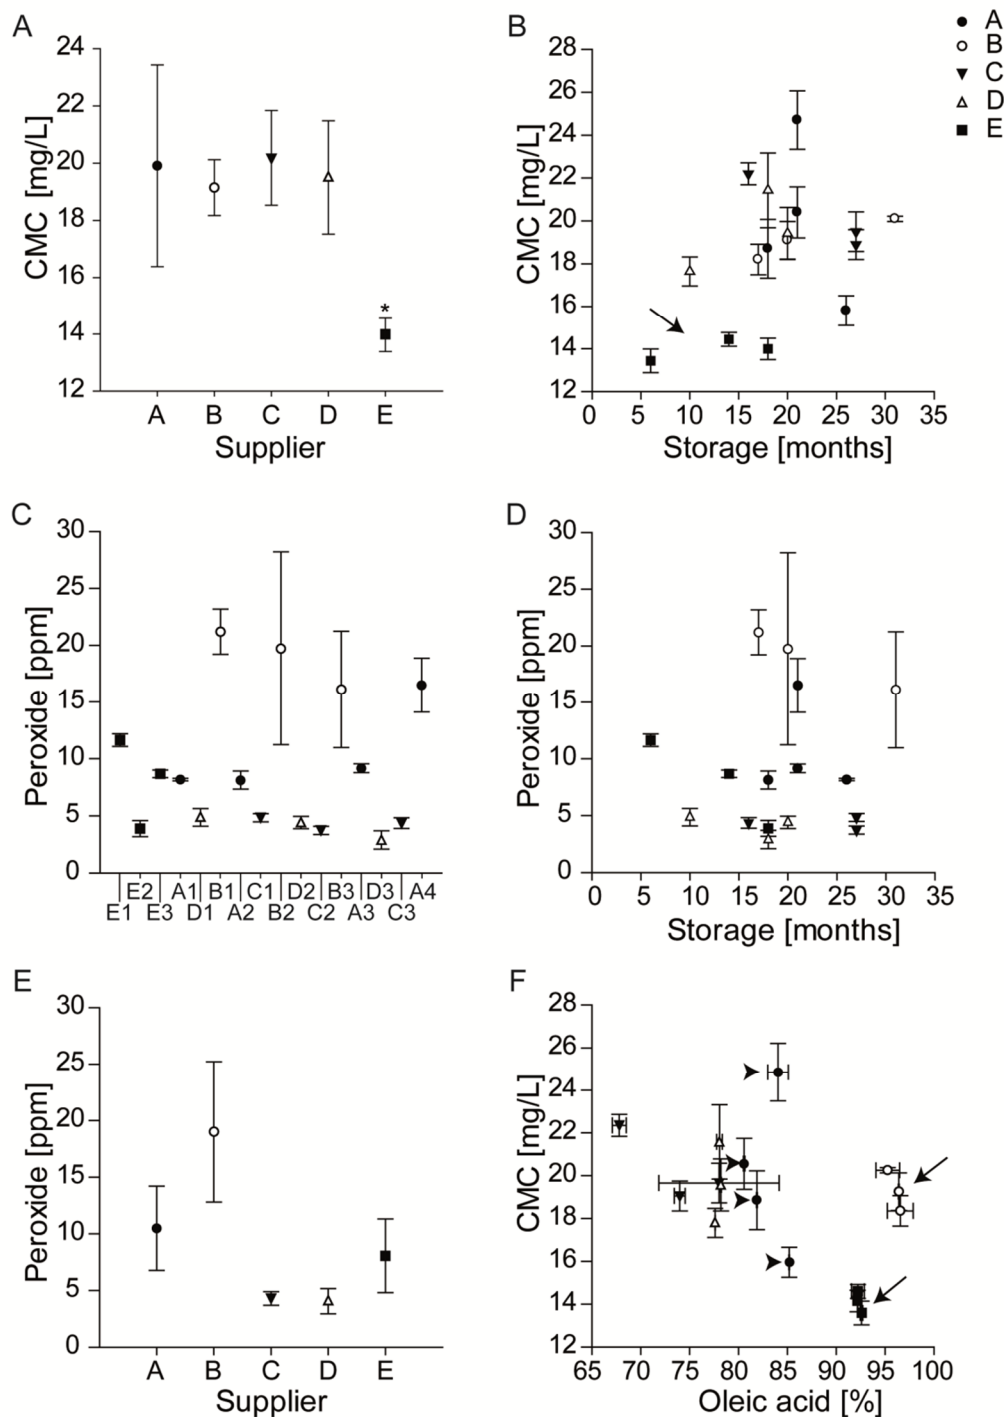 A
CMC [mg/L]
24
22
20
18
16
14
12
*
A B C D E
Supplier
B
CMC [mg/L]
28
26
24
22
20
18
16
14
12
0 5 10 15 20 25 30 35
Storage [months]
A
B
C
D
E
C
Peroxide [ppm]
30
25
20
15
10
5
0
E2 A1 B1 C1 D2 B3 D3 A4
E1 E3 D1 A2 B2 C2 A3 C3
D
Peroxide [ppm]
30
25
20
15
10
5
0
0 5 10 15 20 25 30 35
Storage [months]
E
Peroxide [ppm]
30
25
20
15
10
5
0
A B C D E
Supplier
F
CMC [mg/L]
28
26
24
22
20
18
16
14
12
65 70 75 80 85 90 95 100
Oleic acid [%]